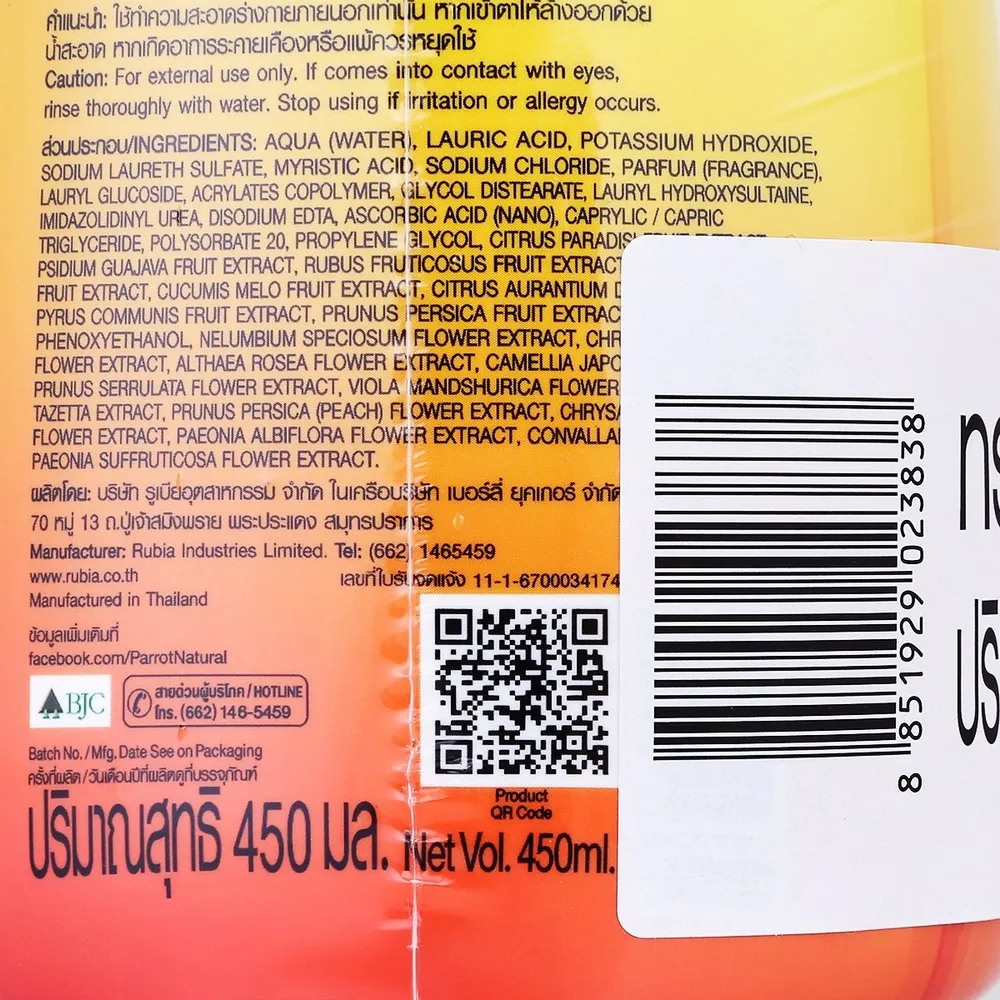 คำแนะนำ: ใช้ทำความสะอาดร่างกายภายนอกเท่านั้น หากเข้าตาให้ล้างออกด้วย
น้ำสะอาด หากเกิดอาการระคายเคืองหรือแพ้ควรหยุดใช้
Caution: For external use only. If comes into contact with eyes,
rinse thoroughly with water. Stop using if irritation or allergy occurs.
ส่วนประกอบ/INGREDIENTS: AQUA (WATER), LAURIC ACID, POTASSIUM HYDROXIDE,
SODIUM LAURETH SULFATE, MYRISTIC ACID, SODIUM CHLORIDE, PARFUM (FRAGRANCE),
LAURYL GLUCOSIDE, ACRYLATES COPOLYMER, GLYCOL DISTEARATE, LAURYL HYDROXYSULTAINE,
IMIDAZOLIDINYL UREA, DISODIUM EDTA, ASCORBIC ACID (NANO), CAPRYLIC / CAPRIC
TRIGLYCERIDE, POLYSORBATE 20, PROPYLENE GLYCOL, CITRUS PARADISI FRUIT EXTRACT
PSIDIUM GUAJAVA FRUIT EXTRACT, RUBUS FRUTICOSUS FRUIT EXTRACT
FRUIT EXTRACT, CUCUMIS MELO FRUIT EXTRACT, CITRUS AURANTIUM
PYRUS COMMUNIS FRUIT EXTRACT, PRUNUS PERSICA FRUIT EXTRAC
PHENOXYETHANOL, NELUMBIUM SPECIOSUM FLOWER EXTRACT, CHR
FLOWER EXTRACT, ALTHAEA ROSEA FLOWER EXTRACT, CAMELLIA JAPO
PRUNUS SERRULATA FLOWER EXTRACT, VIOLA MANDSHURICA FLOWER
TAZETTA EXTRACT, PRUNUS PERSICA (PEACH) FLOWER EXTRACT, CHRYSA
FLOWER EXTRACT, PAEONIA ALBIFLORA FLOWER EXTRACT, CONVALLA
PAEONIA SUFFRUTICOSA FLOWER EXTRACT.
ผลิตโดย: บริษัท รูเบียอุตสาหกรรม จำกัด ในเครือบริษัท เบอร์ลี่ ยุคเกอร์ จำกัด
70 หมู่ 13 ถ.ปู่เจ้าสมิงพราย พระประแดง สมุทรปราการ
Manufacturer: Rubia Industries Limited. Tel: (662) 1465459
www.rubia.co.th เลขที่ใบรับจดแจ้ง 11-1-6700034174
Manufactured in Thailand
ข้อมูลเพิ่มเติมที่
facebook.com/ParrotNatural
BJC สายด่วนผู้บริโภค / HOTLINE
โทร. (662) 146-5459
Batch No. / Mfg. Date See on Packaging
ครั้งที่ผลิต / วันเดือนปีที่ผลิตดูที่บรรจุภัณฑ์
Product
QR Code
ปริมาณสุทธิ 450 มล. Net Vol. 450ml.
8 851929 023838